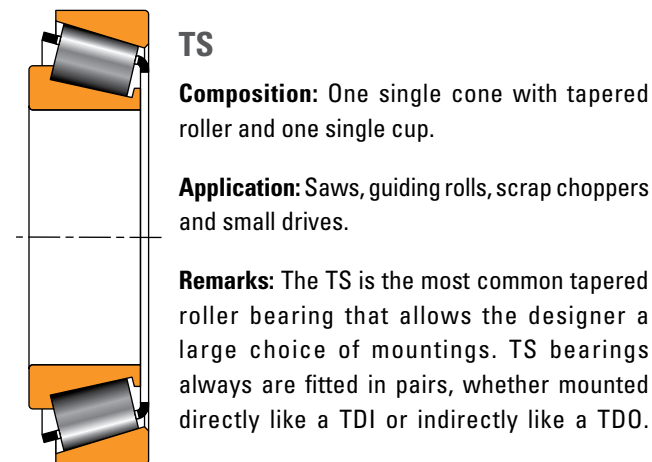 TS
Composition: One single cone with tapered
roller and one single cup.
Application: Saws, guiding rolls, scrap choppers
and small drives.
Remarks: The TS is the most common tapered
roller bearing that allows the designer a
large choice of mountings. TS bearings
always are fitted in pairs, whether mounted
directly like a TDI or indirectly like a TDO.